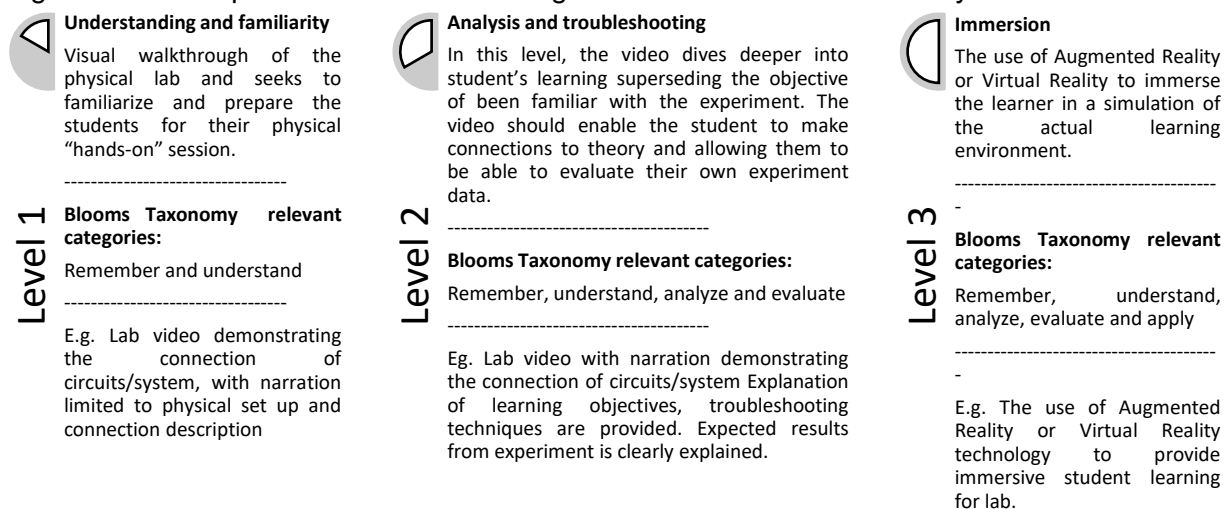 Level 1
Understanding and familiarity
Visual walkthrough of the
physical lab and seeks to
familiarize and prepare the
students for their physical
“hands-on” session.
----------------------------------
Blooms Taxonomy relevant
categories:
Remember and understand
----------------------------------
E.g. Lab video demonstrating
the connection of
circuits/system, with narration
limited to physical set up and
connection description
Level 2
Analysis and troubleshooting
In this level, the video dives deeper into
student’s learning superseding the objective
of been familiar with the experiment. The
video should enable the student to make
connections to theory and allowing them to
be able to evaluate their own experiment
data.
----------------------------------------
Blooms Taxonomy relevant categories:
Remember, understand, analyze and evaluate
----------------------------------------
Eg. Lab video with narration demonstrating
the connection of circuits/system Explanation
of learning objectives, troubleshooting
techniques are provided. Expected results
from experiment is clearly explained.
Level 3
Immersion
The use of Augmented Reality
or Virtual Reality to immerse
the learner in a simulation of
the actual learning
environment.
----------------------------------------
-
Blooms Taxonomy relevant
categories:
Remember, understand,
analyze, evaluate and apply
----------------------------------------
-
E.g. The use of Augmented
Reality or Virtual Reality
technology to provide
immersive student learning
for lab.